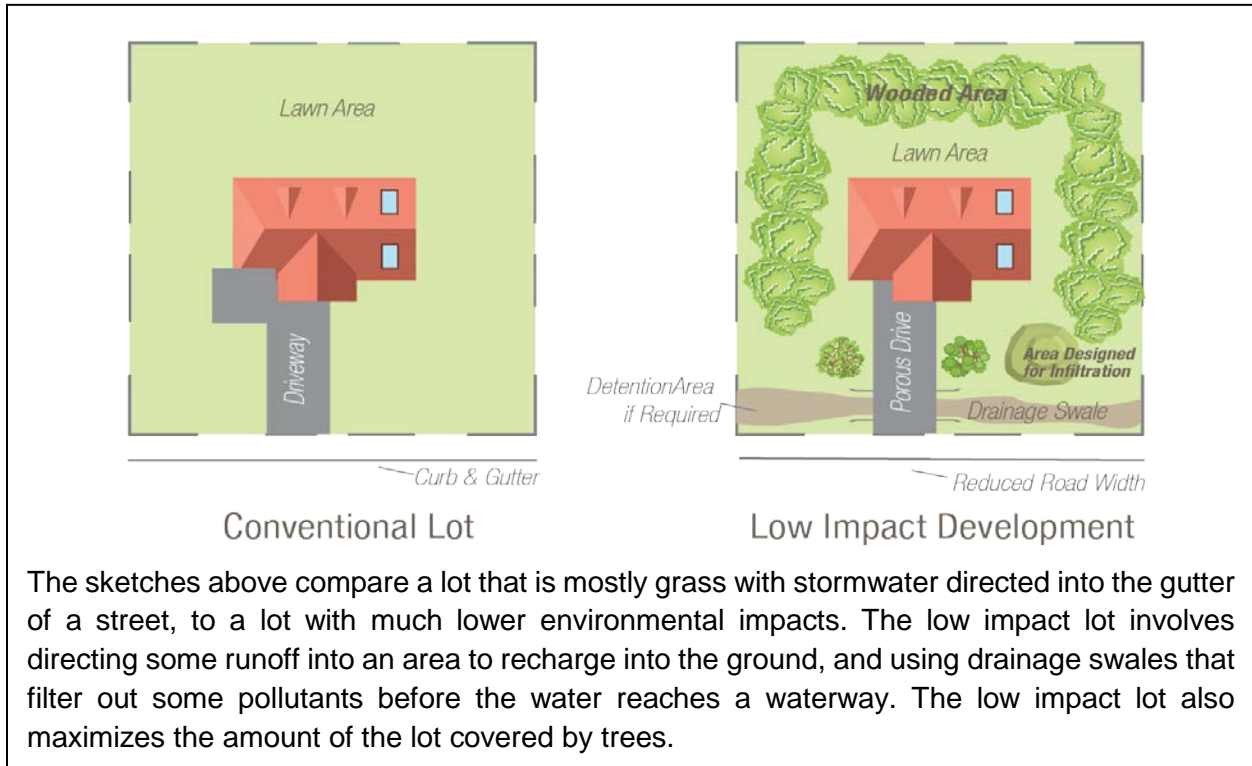 Lawn Area
Driveway
Curb & Gutter
Conventional Lot
Wooded Area
Lawn Area
Porous Drive
Area Designed
for Infiltration
DetentionArea
if Required
Drainage Swale
Reduced Road Width
Low Impact Development
The sketches above compare a lot that is mostly grass with stormwater directed into the gutter
of a street, to a lot with much lower environmental impacts. The low impact lot involves
directing some runoff into an area to recharge into the ground, and using drainage swales that
filter out some pollutants before the water reaches a waterway. The low impact lot also
maximizes the amount of the lot covered by trees.